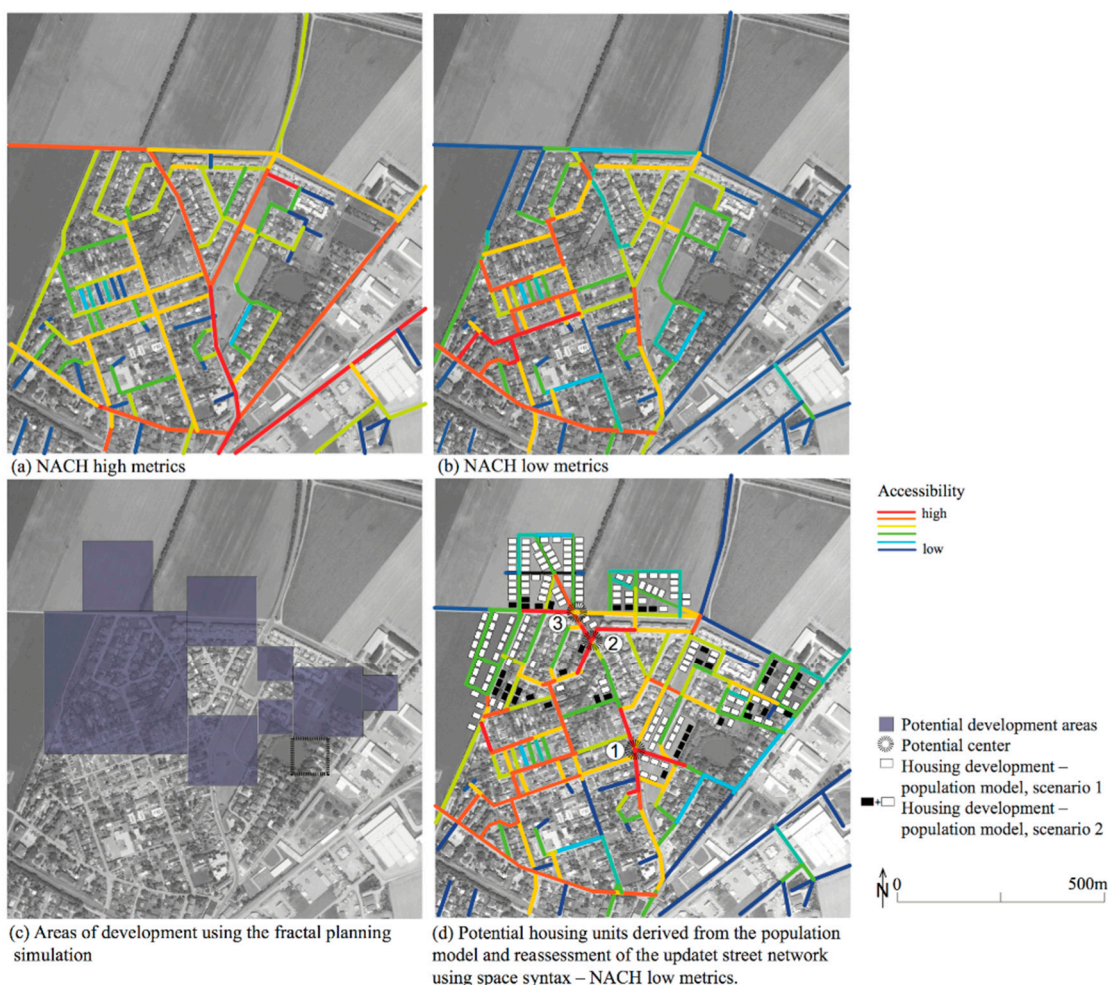 (a) NACH high metrics
(b) NACH low metrics
Accessibility
high
low
3
2
1
Potential development areas
Potential center
Housing development –
population model, scenario 1
+
Housing development –
population model, scenario 2
N
0
500m
(c) Areas of development using the fractal planning
simulation
(d) Potential housing units derived from the population
model and reassessment of the updatet street network
using space syntax – NACH low metrics.